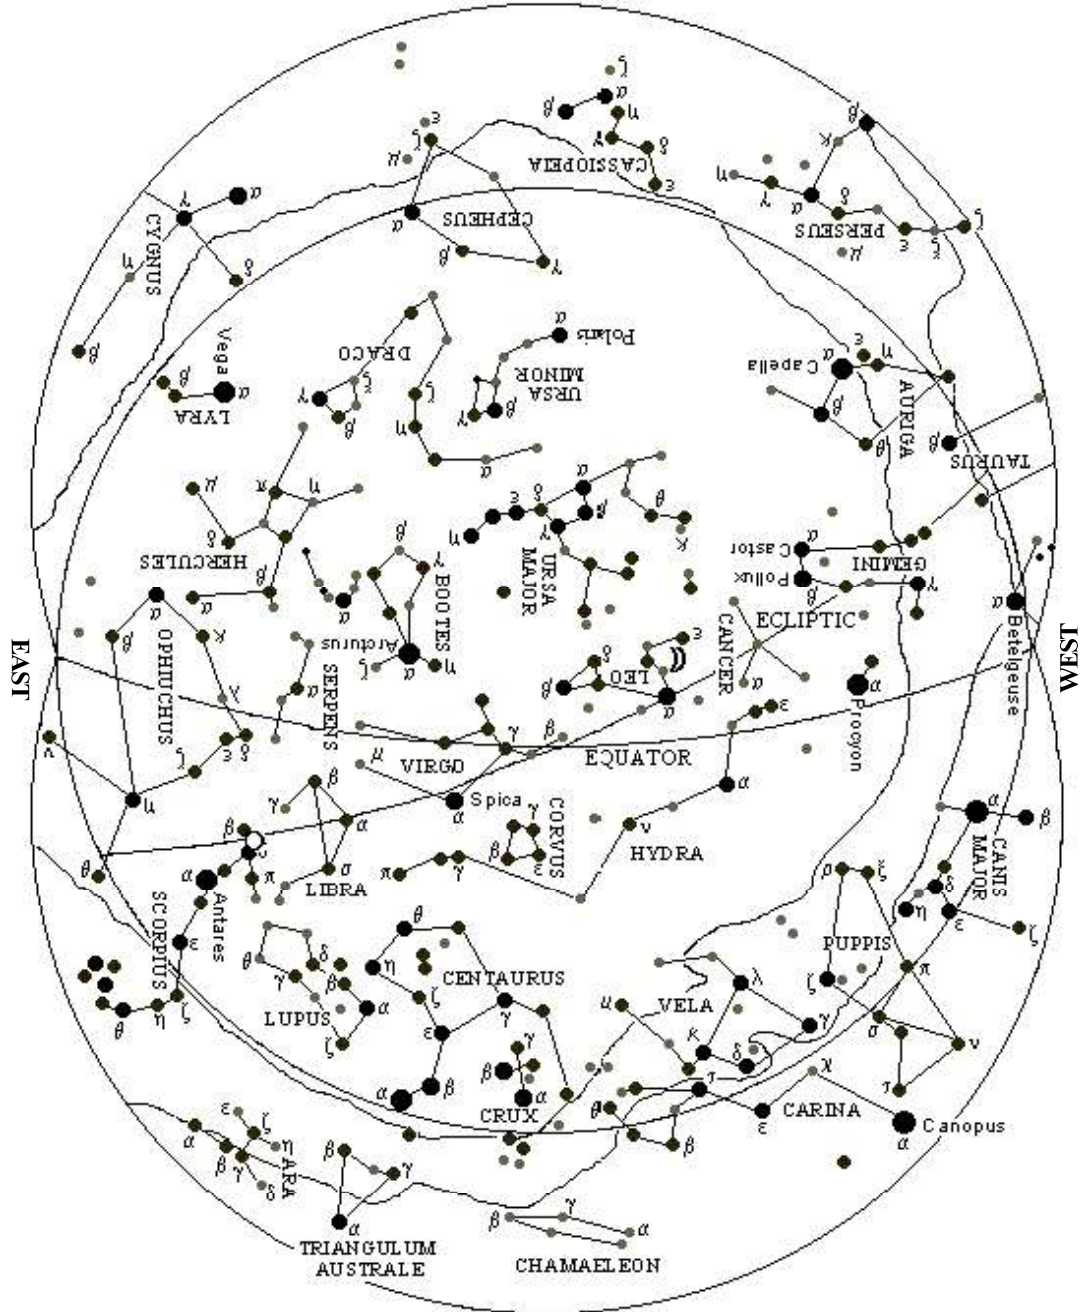 ζ
α
β
η
γ
δ
ε
CASSIOPEIA
ε
ζ
μ
α
β
γ
CEPHEUS
β
κ
η
γ
α
δ
ε
ξ
ζ
μ
PERSEUS
α
γ
δ
η
β
CYGNUS
Vega
α
β
LYRA
DRACO
γ
ξ
β
ζ
η
α
α
Polaris
URSA
MINOR
γ
β
ε
η
α
Capella
β
θ
AURIGA
β
TAURUS
μ
π
η
δ
β
α
HERCULES
α
β
γ
δ
ε
η
θ
κ
URSA
MAJOR
β
γ
BOOTES
Arcturus
α
η
ζ
Castor
α
Pollux
β
γ
GEMINI
ECLIPTIC
α
Betelgeuse
WEST
EAST
α
β
κ
λ
ζ
ε
δ
ν
η
θ
OPHIUCHUS
α
SERPENS
ε
δ
LEO
β
α
CANCER
α
α
Procyon
EQUATOR
μ
γ
β
VIRGO
Spica
α
ε
α
ν
HYDRA
π
γ
β
γ
α
σ
LIBRA
γ
β
ε
CORVUS
α
β
CANIS
MAJOR
δ
η
ε
ζ
β
ν
π
α
Antares
ε
SCORPIUS
θ
η
ζ
θ
γ
δ
β
α
ζ
LUPUS
θ
η
CENTAURUS
ζ
ε
γ
α
β
β
α
CRUX
ρ
ξ
PUPPIS
ζ
π
σ
ν
τ
μ
VELA
λ
κ
δ
γ
χ
θ
β
ε
CARINA
Canopus
α
α
ε
ζ
η
β
γ
δ
ARA
β
γ
α
TRIANGULUM
AUSTRALE
β
γ
α
CHAMAELEON